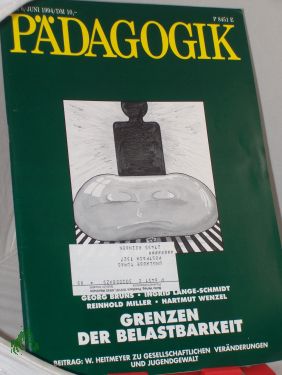 6, JUNI 1994/DM 10,-
P 8451 E
PÄDAGOGIK
GEORG BRUNS • INGRID LANGE-SCHMIDT
REINHOLD MILLER • HARTMUT WENZEL
GRENZEN
DER BELASTBARKEIT
BEITRAG: W. HEITMEYER ZU GESELLSCHAFTLICHEN VERÄNDERUNGEN
UND JUGENDGEWALT